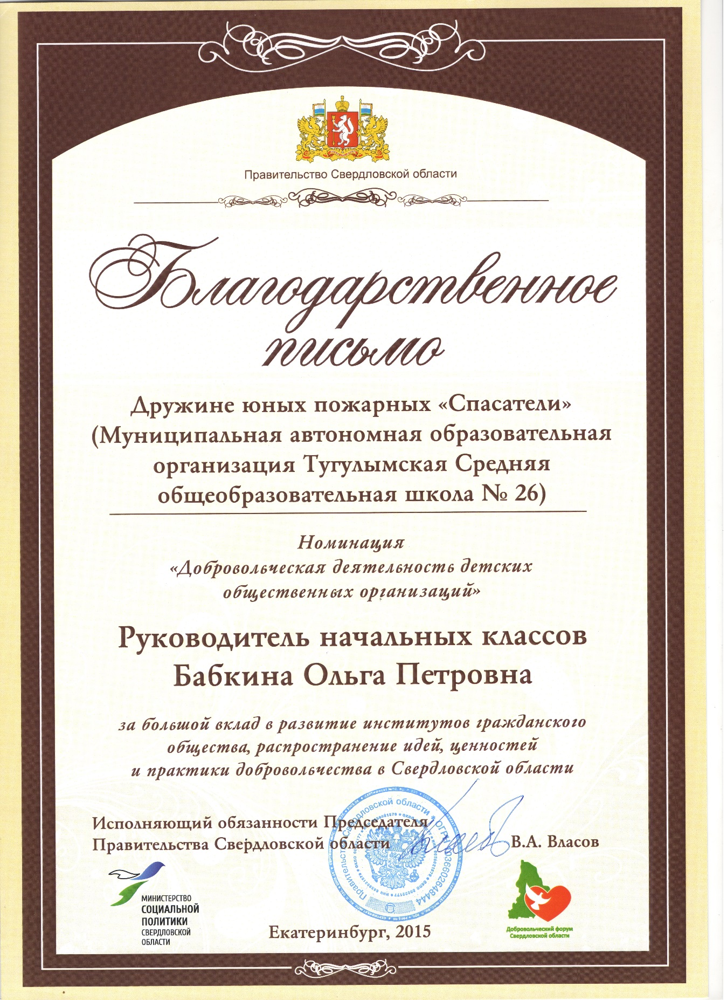 Правительство Свердловской области
Благодарственное
письмо
Дружине юных пожарных «Спасатели»
(Муниципальная автономная образовательная
организация Тугулымская Средняя
общеобразовательная школа № 26)
Номинация
«Добровольческая деятельность детских
общественных организаций»
Руководитель начальных классов
Бабкина Ольга Петровна
за большой вклад в развитие институтов гражданского
общества, распространение идей, ценностей
и практики добровольчества в Свердловской области
Исполняющий обязанности Председателя
Правительства Свердловской области
В.А. Власов
Правительство Свердловской области * ОГРН 1036602648444
МИНИСТЕРСТВО
СОЦИАЛЬНОЙ
ПОЛИТИКИ
СВЕРДЛОВСКОЙ
ОБЛАСТИ
Екатеринбург, 2015
Добровольческий форум
Свердловской области